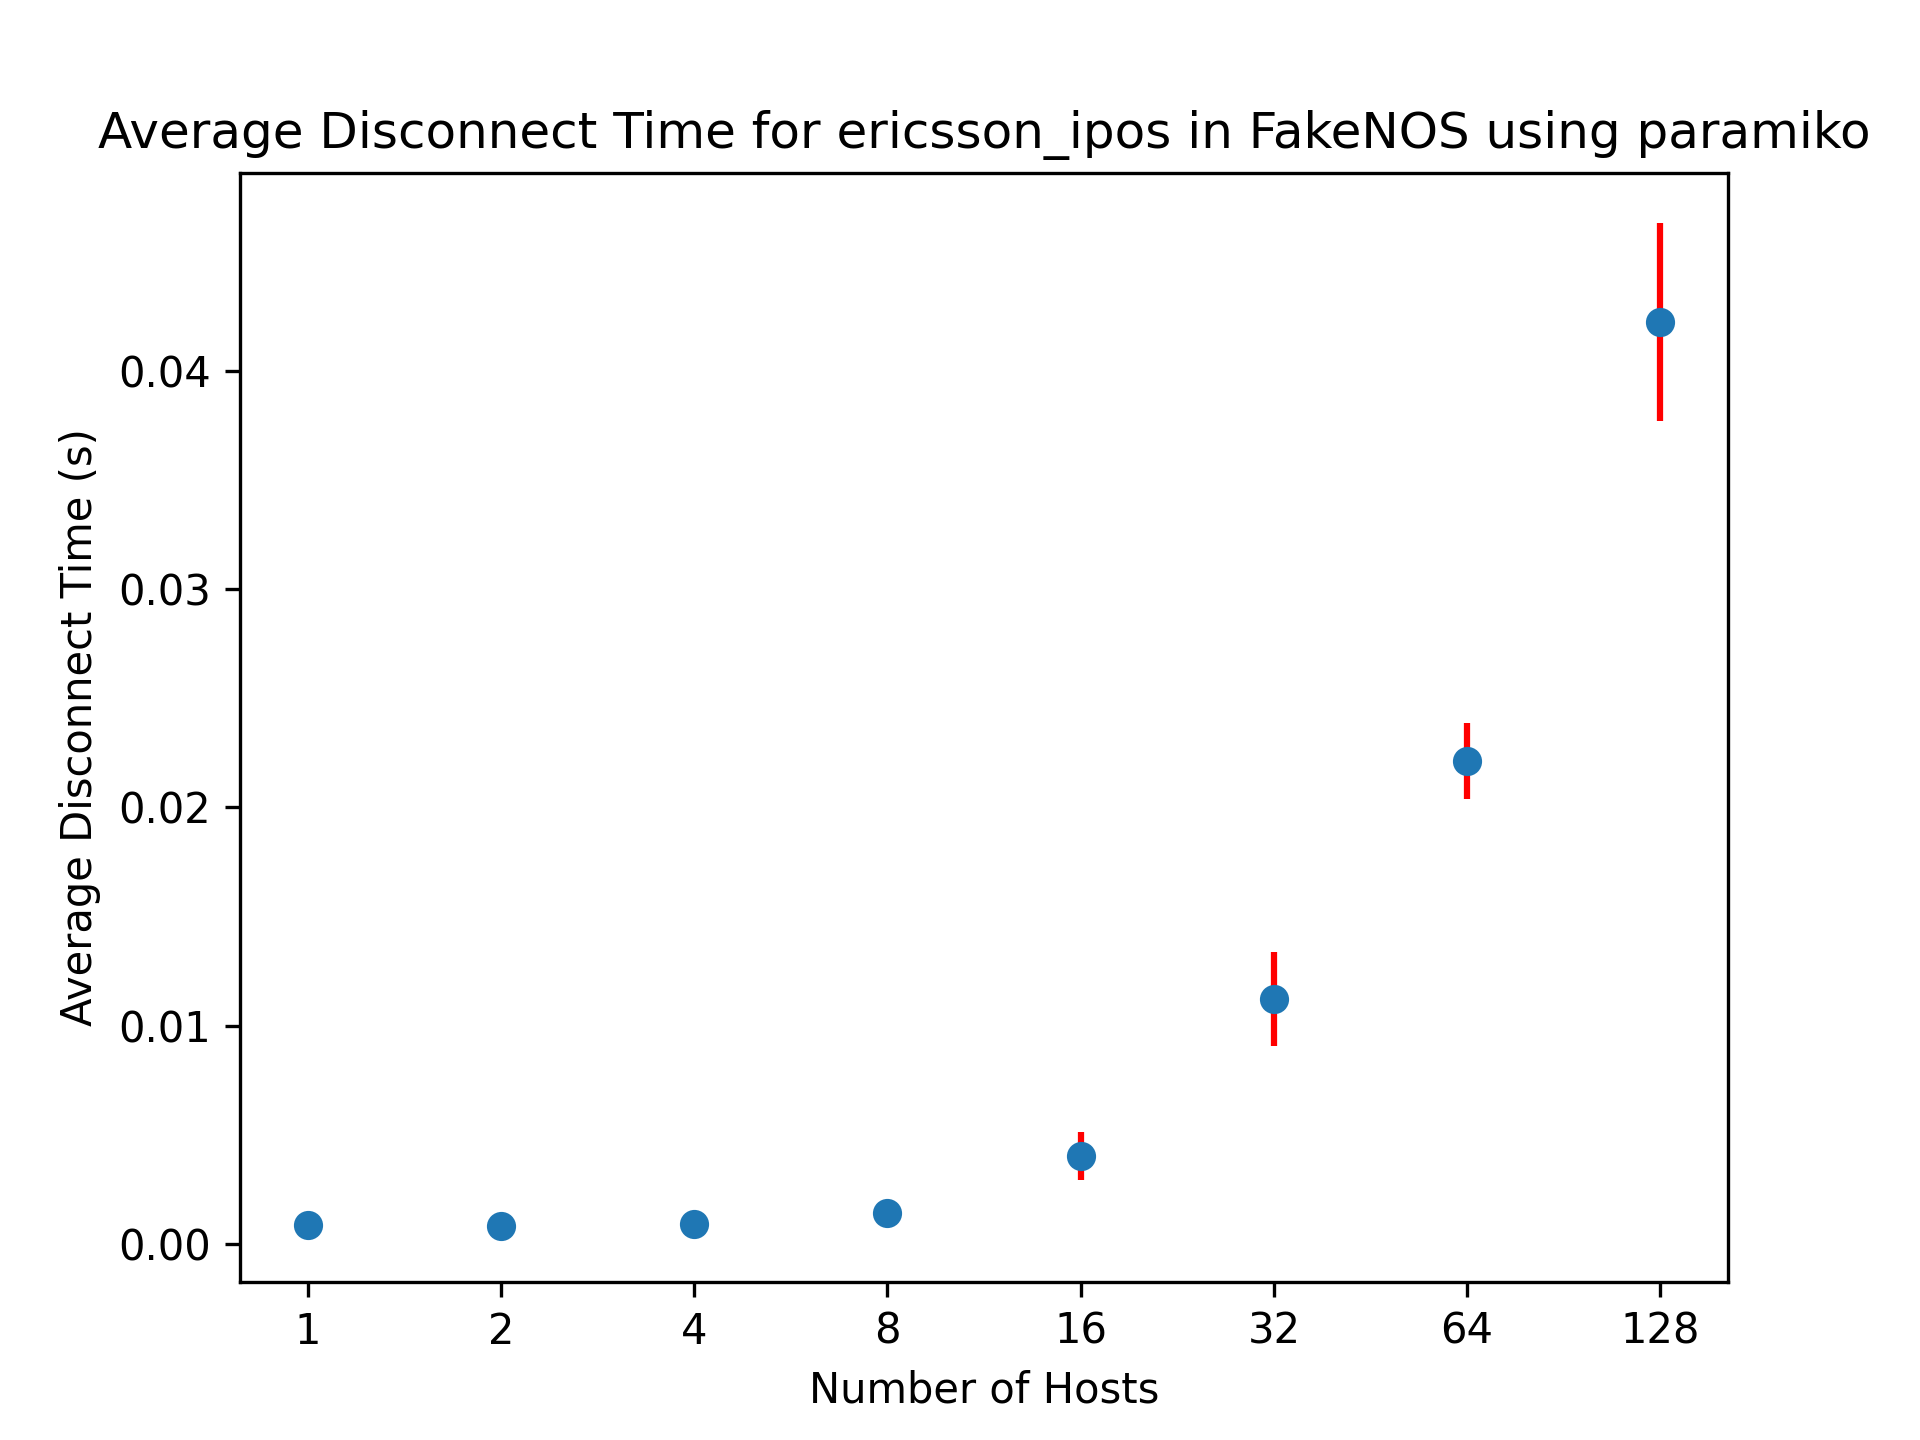 Average Disconnect Time for ericsson_ipos in FakeNOS using paramiko
Average Disconnect Time (s)
0.04
0.03
0.02
0.01
0.00
1 2 4 8 16 32 64 128
Number of Hosts